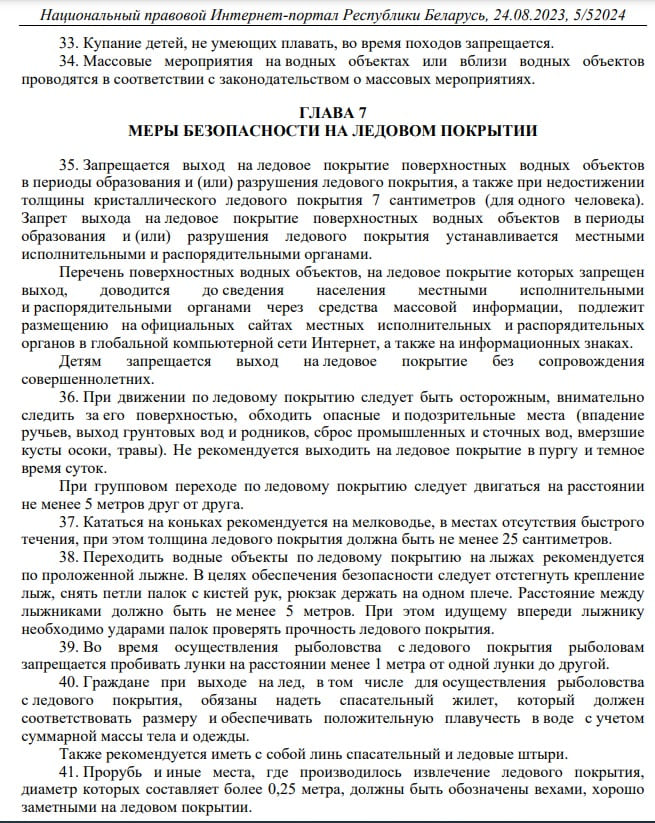 Национальный правовой Интернет-портал Республики Беларусь, 24.08.2023, 5/52024
33. Купание детей, не умеющих плавать, во время походов запрещается.
34. Массовые мероприятия на водных объектах или вблизи водных объектов
проводятся в соответствии с законодательством о массовых мероприятиях.
ГЛАВА 7
МЕРЫ БЕЗОПАСНОСТИ НА ЛЕДОВОМ ПОКРЫТИИ
35. Запрещается выход на ледовое покрытие поверхностных водных объектов
в периоды образования и (или) разрушения ледового покрытия, а также при недостижении
толщины кристаллического ледового покрытия 7 сантиметров (для одного человека).
Запрет выхода на ледовое покрытие поверхностных водных объектов в периоды
образования и (или) разрушения ледового покрытия устанавливается местными
исполнительными и распорядительными органами.
Перечень поверхностных водных объектов, на ледовое покрытие которых запрещен
выход, доводится до сведения населения местными исполнительными
и распорядительными органами через средства массовой информации, подлежит
размещению на официальных сайтах местных исполнительных и распорядительных
органов в глобальной компьютерной сети Интернет, а также на информационных знаках.
Детям запрещается выход на ледовое покрытие без сопровождения
совершеннолетних.
36. При движении по ледовому покрытию следует быть осторожным, внимательно
следить за его поверхностью, обходить опасные и подозрительные места (впадение
ручьев, выход грунтовых вод и родников, сброс промышленных и сточных вод, вмерзшие
кусты осоки, травы). Не рекомендуется выходить на ледовое покрытие в пургу и темное
время суток.
При групповом переходе по ледовому покрытию следует двигаться на расстоянии
не менее 5 метров друг от друга.
37. Кататься на коньках рекомендуется на мелководье, в местах отсутствия быстрого
течения, при этом толщина ледового покрытия должна быть не менее 25 сантиметров.
38. Переходить водные объекты по ледовому покрытию на лыжах рекомендуется
по проложенной лыжне. В целях обеспечения безопасности следует отстегнуть крепление
лыж, снять петли палок с кистей рук, рюкзак держать на одном плече. Расстояние между
лыжниками должно быть не менее 5 метров. При этом идущему впереди лыжнику
необходимо ударами палок проверять прочность ледового покрытия.
39. Во время осуществления рыболовства с ледового покрытия рыболовам
запрещается пробивать лунки на расстоянии менее 1 метра от одной лунки до другой.
40. Граждане при выходе на лед, в том числе для осуществления рыболовства
с ледового покрытия, обязаны надеть спасательный жилет, который должен
соответствовать размеру и обеспечивать положительную плавучесть в воде с учетом
суммарной массы тела и одежды.
Также рекомендуется иметь с собой линь спасательный и ледовые штыри.
41. Прорубь и иные места, где производилось извлечение ледового покрытия,
диаметр которых составляет более 0,25 метра, должны быть обозначены вехами, хорошо
заметными на ледовом покрытии.